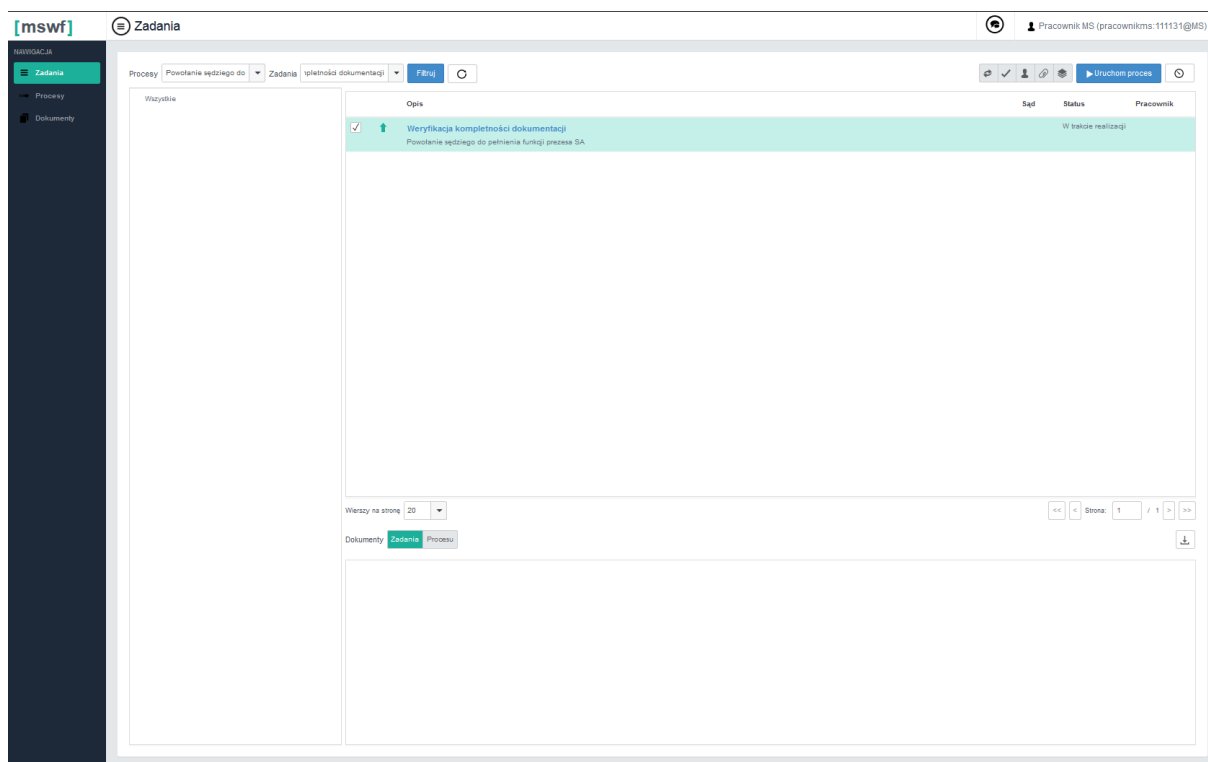 [mswf]
Zadania
Pracownik MS (pracownikms:111131@MS)
NAWIGACJA
Zadania
Procesy
Dokumenty
Procesy Powołanie sędziego do Zadania npletności dokumentacji Filtruj
Uruchom proces
Wszystkie
Opis Sąd Status Pracownik
Weryfikacja kompletności dokumentacji W trakcie realizacji
Powołanie sędziego do pełnienia funkcji prezesa SA
Wierszy na stronę 20
<< < Strona: 1 / 1 > >>
Dokumenty Zadania Procesu